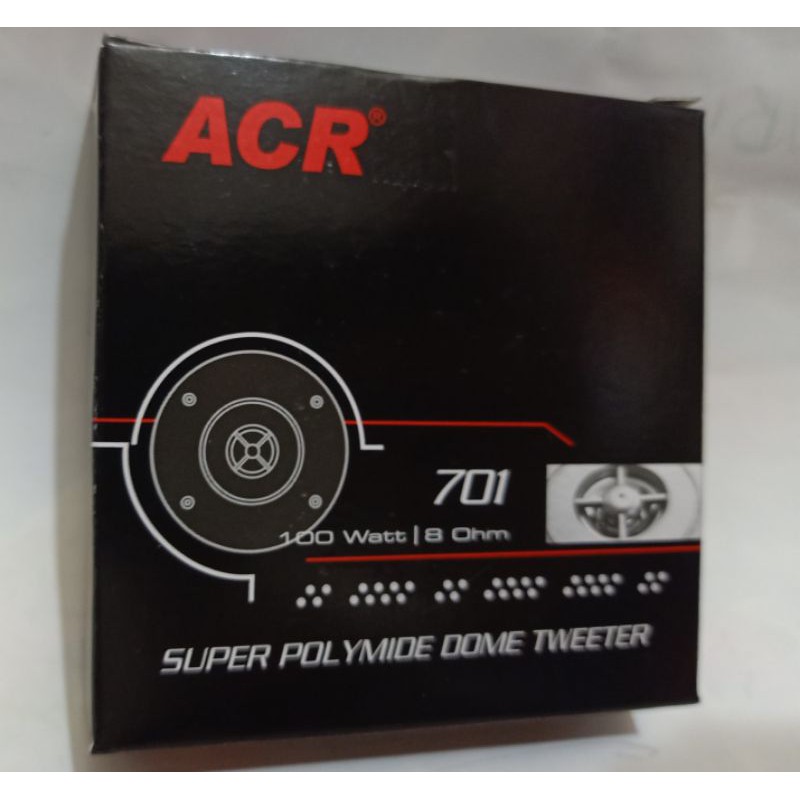 ACR®
701
100 Watt | 8 Ohm
SUPER POLYMIDE DOME TWEETER